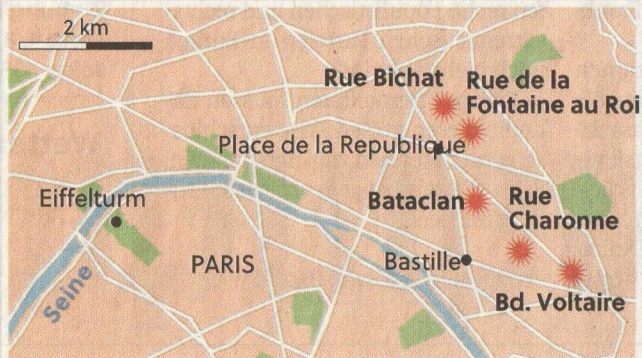 2 km
Rue Bichat
Rue de la
Fontaine au Roi
Place de la Republique
Eiffelturm
Bataclan
Rue
Charonne
PARIS
Bastille
Seine
Bd. Voltaire